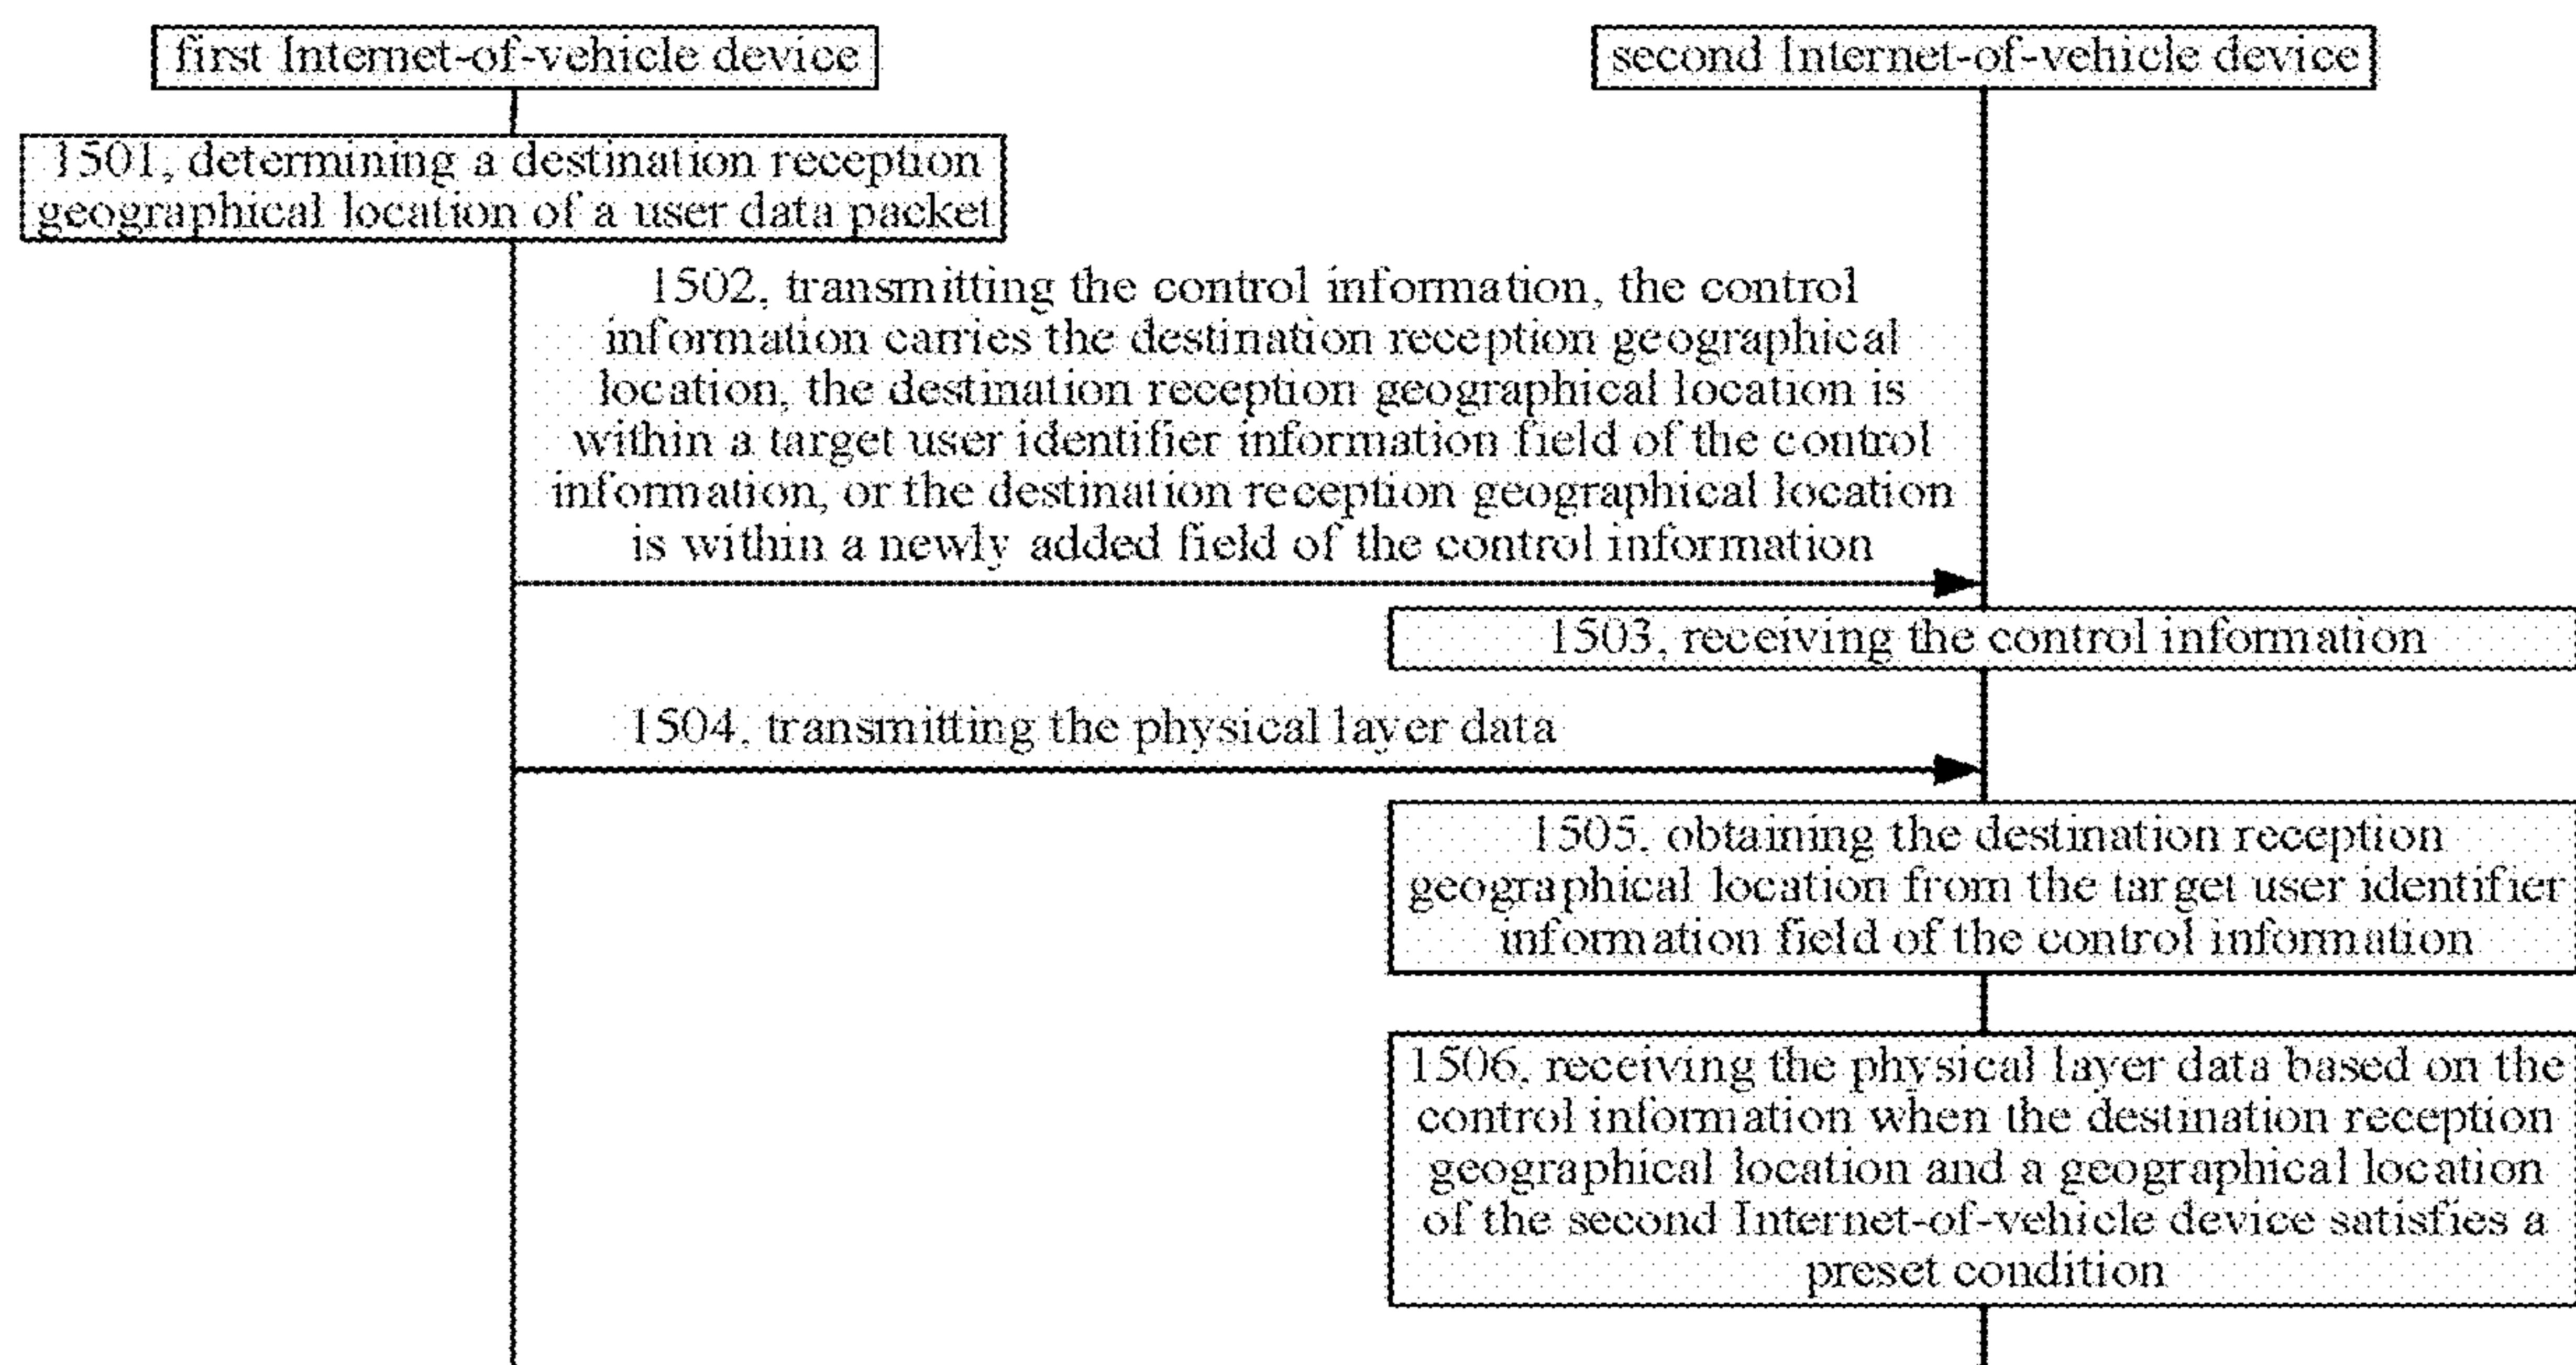 first Internet-of-vehicle device
second Internet-of-vehicle device
1501, determining a destination reception
geographical location of a user data packet
1502, transmitting the control information, the control
information carries the destination reception geographical
location, the destination reception geographical location is
within a target user identifier information field of the control
information, or the destination reception geographical location
is within a newly added field of the control information
1503, receiving the control information
1504, transmitting the physical layer data
1505, obtaining the destination reception
geographical location from the target user identifier
information field of the control information
1506, receiving the physical layer data based on the
control information when the destination reception
geographical location and a geographical location
of the second Internet-of-vehicle device satisfies a
preset condition